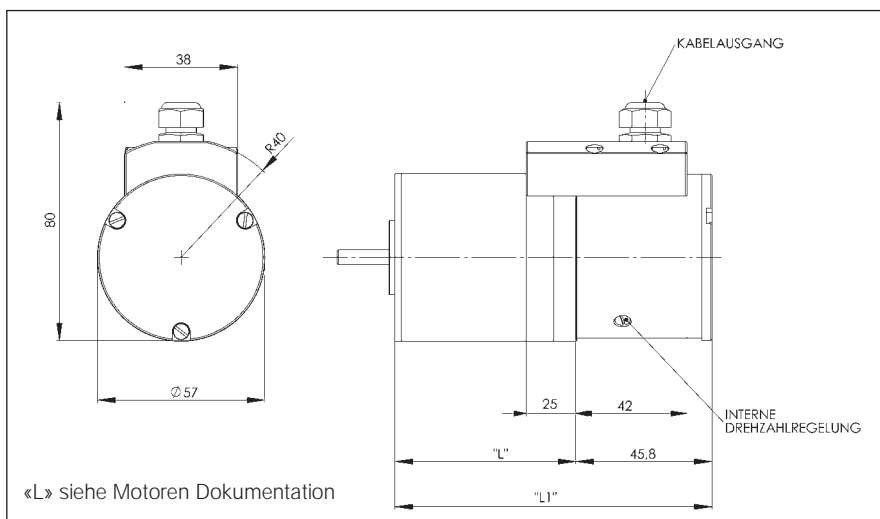 KABELAUSGANG
38
R40
80
Ø57
25
42
INTERNE
DREHZAHLREGELUNG
"L"
45,8
"L1"
«L» siehe Motoren Dokumentation